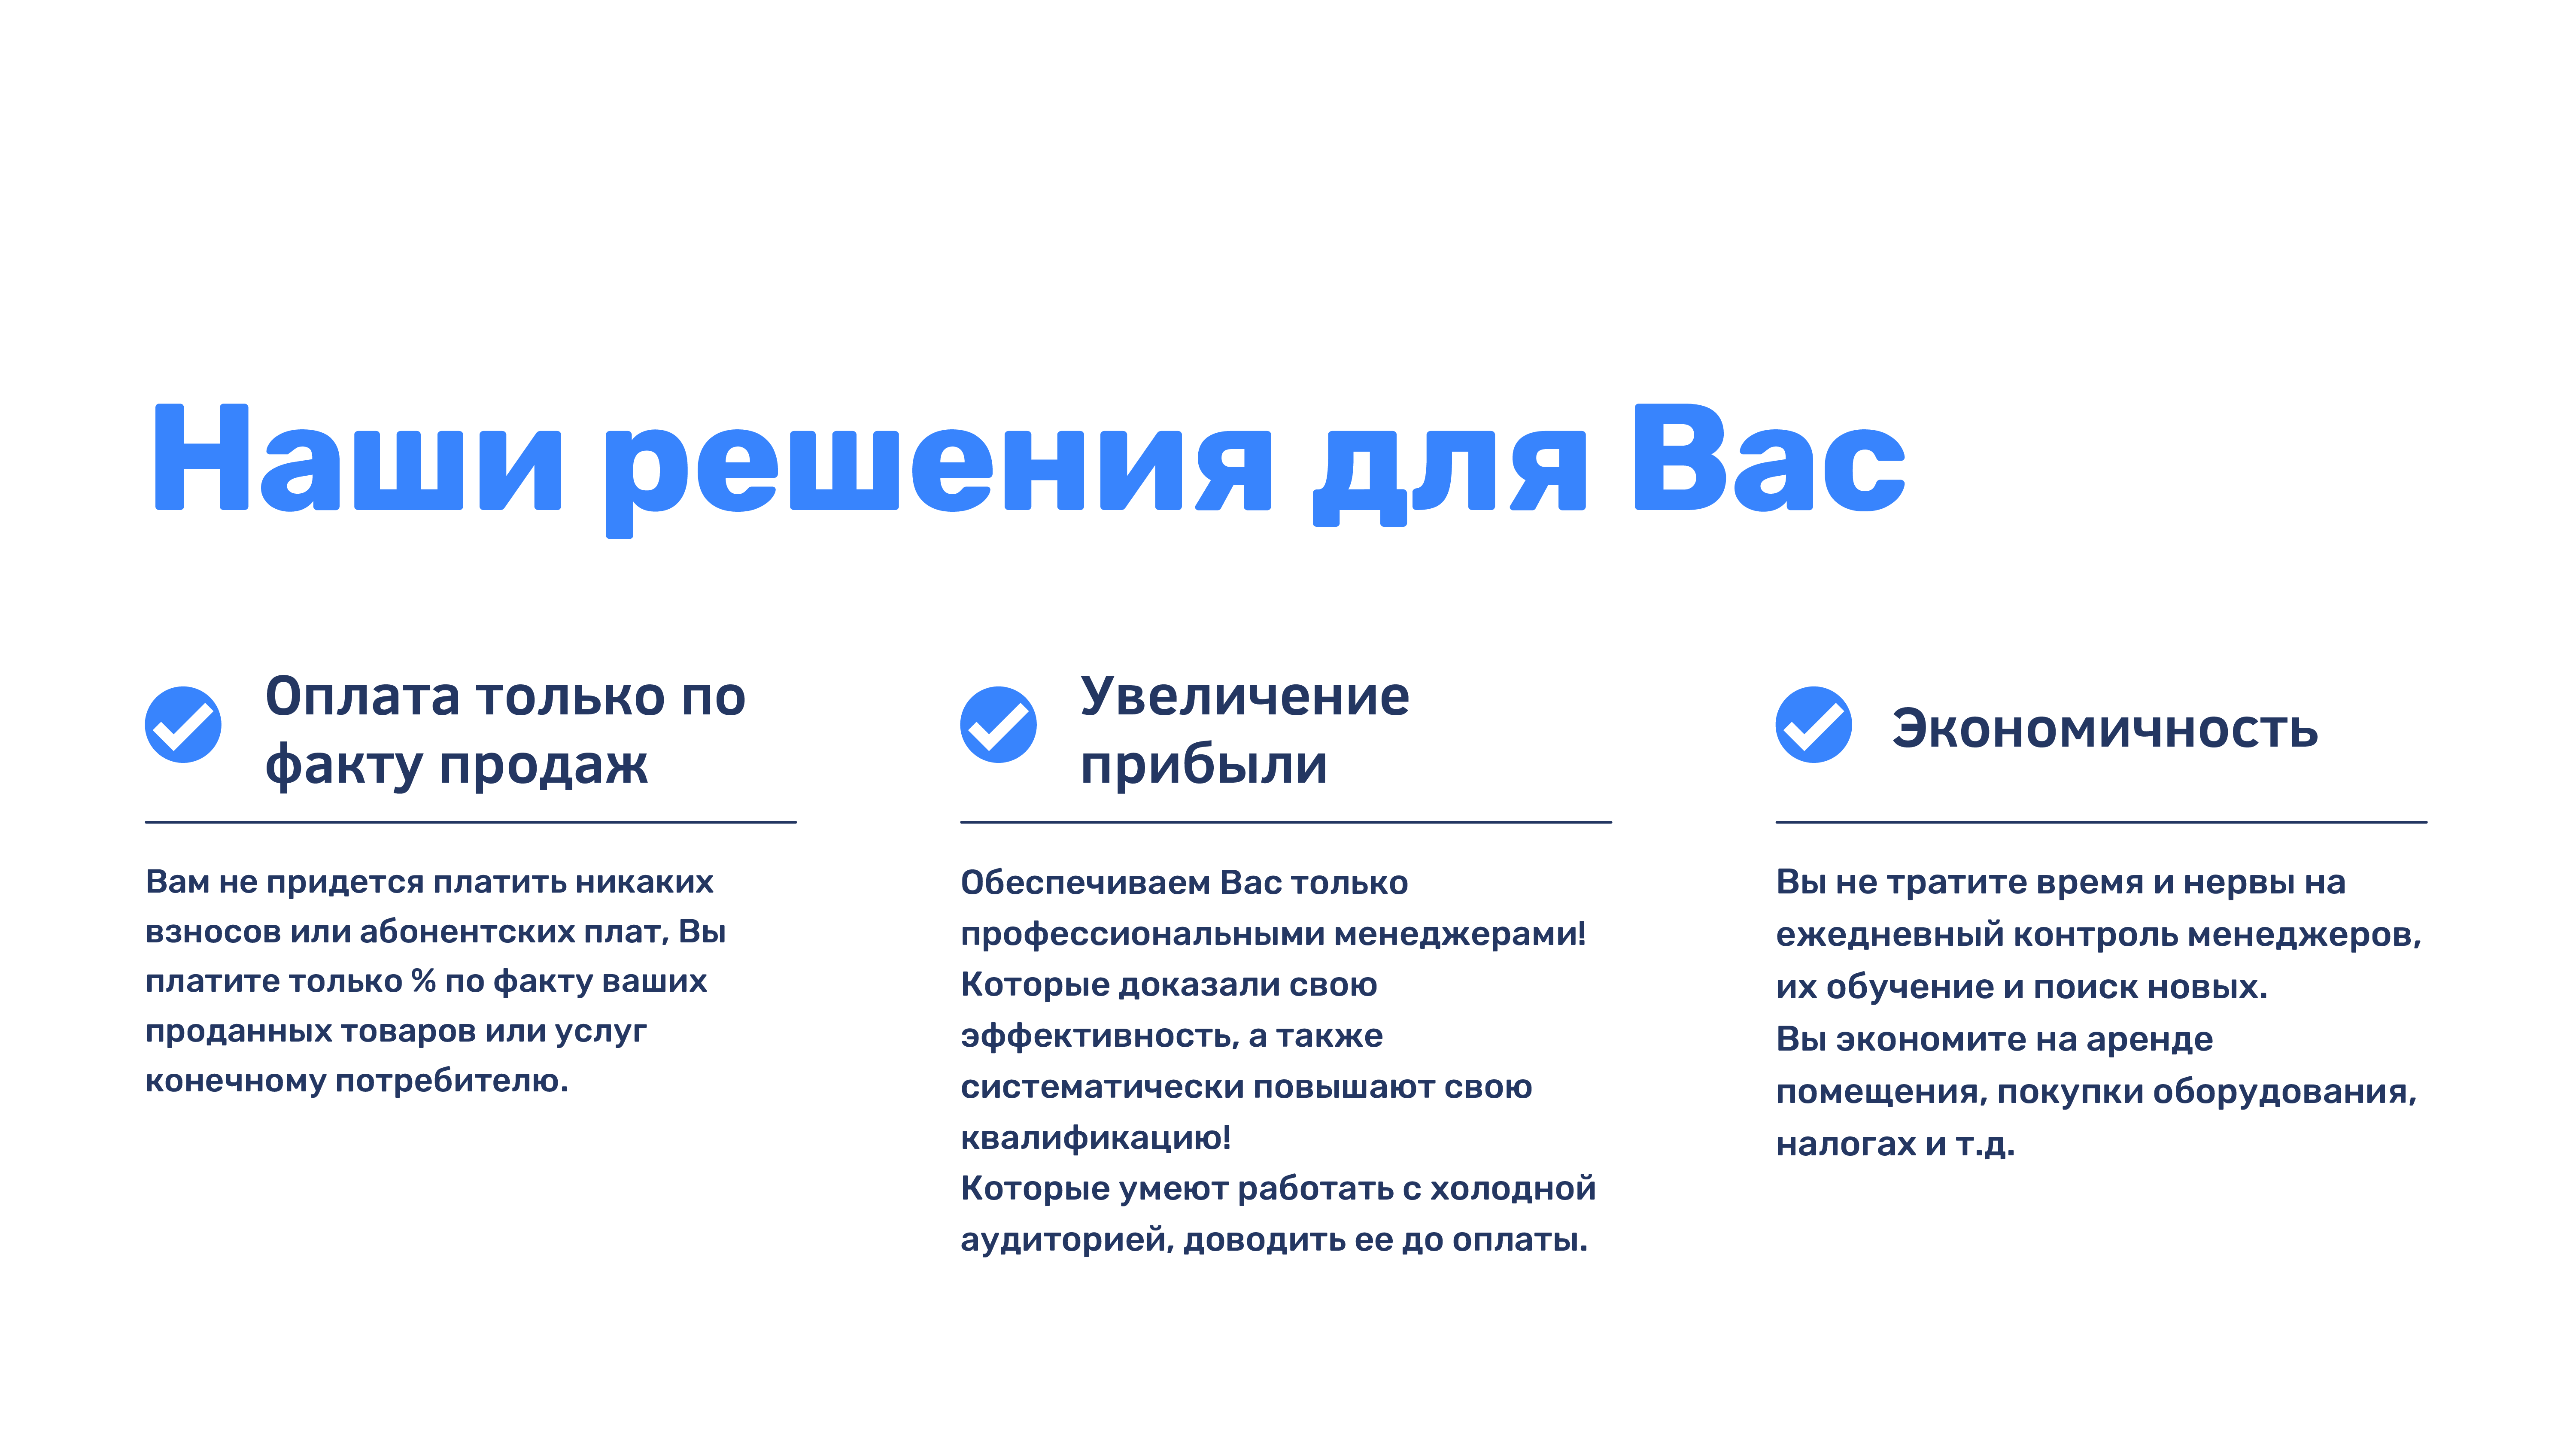 Наши решения для Вас
Оплата только по
факту продаж
Вам не придется платить никаких
взносов или абонентских плат, Вы
платите только % по факту ваших
проданных товаров или услуг
конечному потребителю.
Увеличение
прибыли
Обеспечиваем Вас только
профессиональными менеджерами!
Которые доказали свою
эффективность, а также
систематически повышают свою
квалификацию!
Которые умеют работать с холодной
аудиторией, доводить ее до оплаты.
Экономичность
Вы не тратите время и нервы на
ежедневный контроль менеджеров,
их обучение и поиск новых.
Вы экономите на аренде
помещения, покупки оборудования,
налогах и т.д.